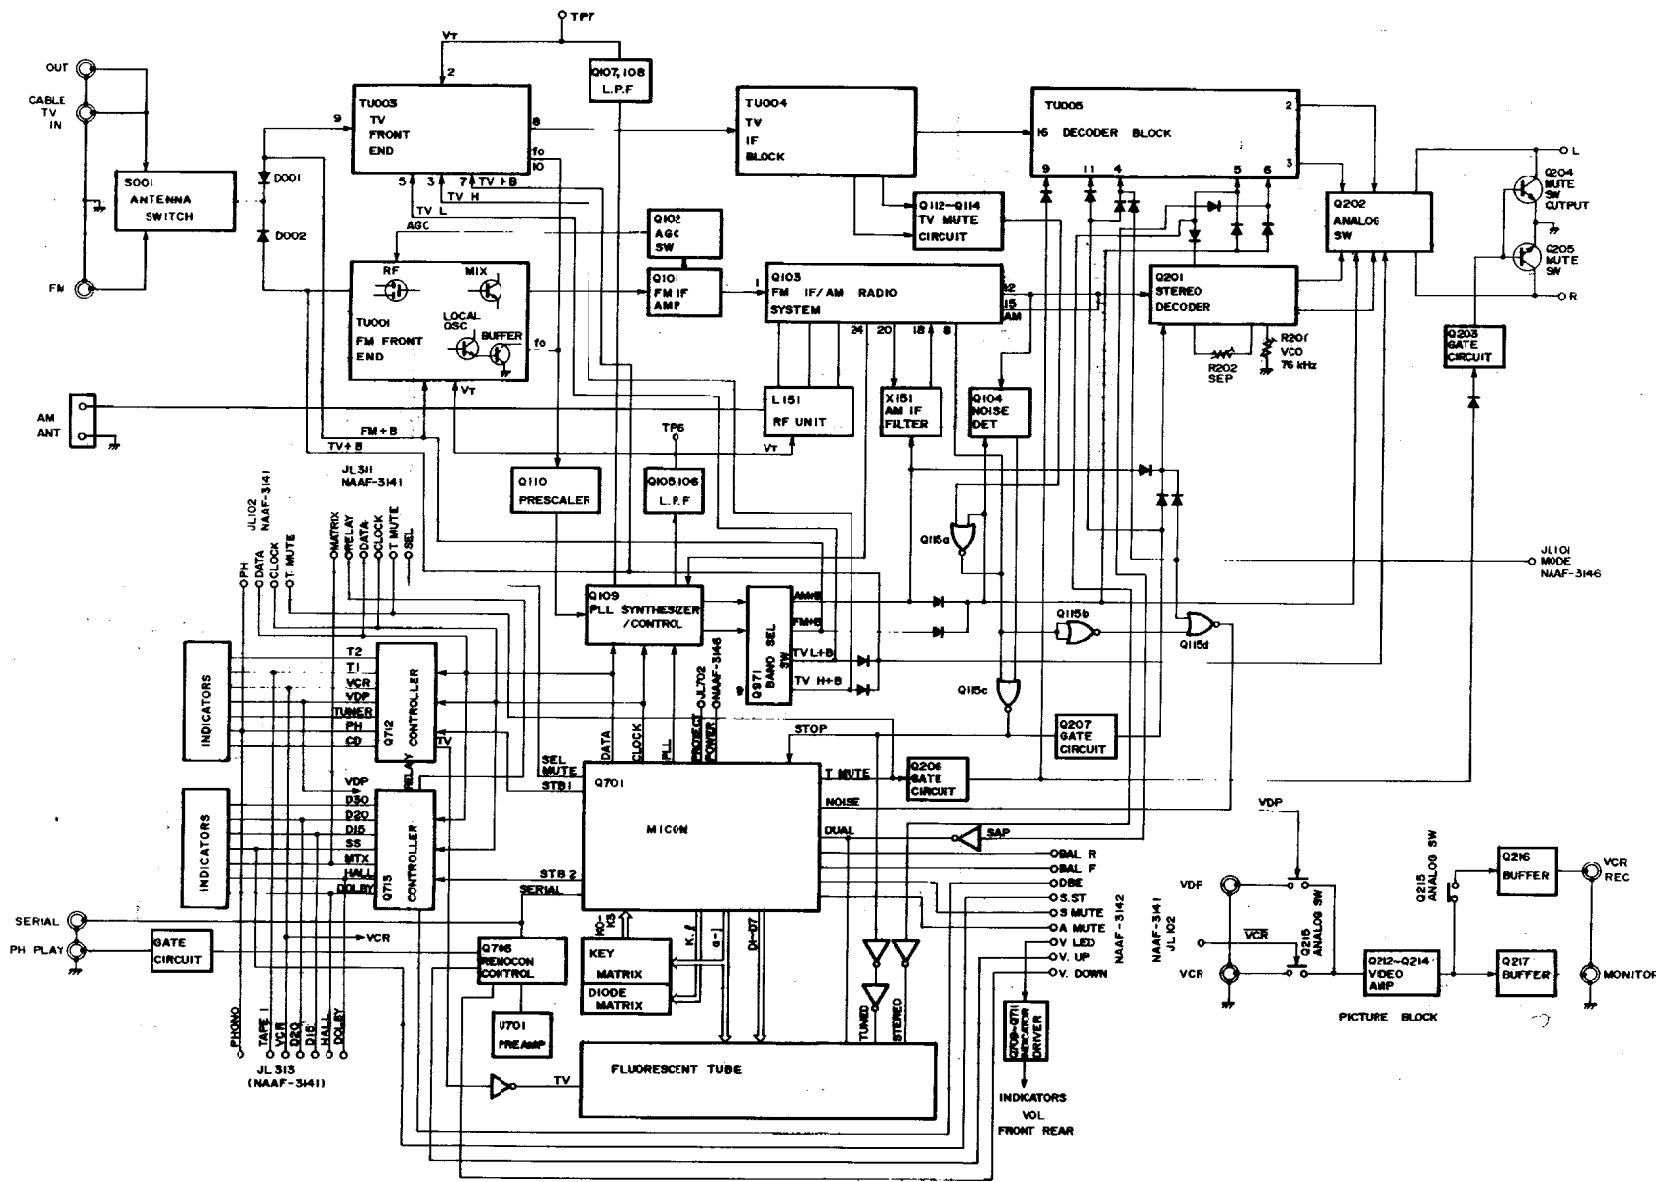 TP7
VT
2
OUT
CABLE
TV
IN
FM
S001
ANTENNA
SWITCH
D001
D002
9
TU003
TV
FRONT
END
8
fo
10
5
3
7
TV I+B
TV H
TV L
AGC
Q107, 108
L.P.F
TU004
TV
IF
BLOCK
TU005
16 DECODER BLOCK
2
3
9
11
4
5
6
L
R
Q204
MUTE
SW
OUTPUT
Q205
MUTE
SW
Q202
ANALOG
SW
Q112~Q114
TV MUTE
CIRCUIT
Q102
AGC
SW
Q101
FM IF
AMP
RF
MIX
LOCAL
OSC
BUFFER
TU001
FM FRONT
END
fo
VT
1
Q103
FM IF/AM RADIO
SYSTEM
12
15
AM
24
20
18
8
Q201
STEREO
DECODER
R201
VCO
76 kHz
R202
SEP
Q203
GATE
CIRCUIT
L151
RF UNIT
X151
AM IF
FILTER
Q104
NOISE
DET
AM
ANT
FM+B
TV+B
VT
TP6
JL311
NAAF-3141
Q110
PRESCALER
Q105,106
L.P.F
JL102
NAAF-3141
PH
DATA
CLOCK
T. MUTE
MATRIX
RELAY
DATA
CLOCK
T MUTE
SEL
Q115a
Q115b
Q115c
Q115d
JL101
MODE
NAAF-3146
Q109
PLL SYNTHESIZER
/CONTROL
Q971
BAND SEL
SW
AM+B
FM+B
TV L+B
TV H+B
JL702
NAAF-3146
INDICATORS
T2
T1
VCR
VDP
TUNER
PH
CD
Q712
RELAY CONTROLLER
TV
DATA
CLOCK
PLL
PROJECT
POWER
STOP
Q207
GATE
CIRCUIT
Q206
GATE
CIRCUIT
SEL
MUTE
STB1
Q701
MICON
T MUTE
NOISE
DUAL
SAP
INDICATORS
VDP
D30
D20
D15
SS
MTX
HALL
DOLBY
Q713
CONTROLLER
STB 2
SERIAL
BAL R
BAL F
DBE
S.ST
S MUTE
A MUTE
V LED
V. UP
V. DOWN
NAAF-3142
NAAF-3141
JL102
SERIAL
PH PLAY
GATE
CIRCUIT
VCR
Q716
REMOCON
CONTROL
U701
PREAMP
K0~
K3
K, ℓ
a~j
D1~D7
KEY
MATRIX
DIODE
MATRIX
TUNED
STEREO
PHONO
TAPE 1
VCR
D20
D15
HALL
DOLBY
JL313
(NAAF-3141)
TV
FLUORESCENT TUBE
Q709~Q711
INDICATOR
DRIVER
INDICATORS
VOL
FRONT REAR
VDP
VDP
VCR
VCR
Q215
ANALOG SW
Q215
ANALOG SW
Q212~Q214
VIDEO
AMP
Q216
BUFFER
Q217
BUFFER
VCR
REC
MONITOR
PICTURE BLOCK